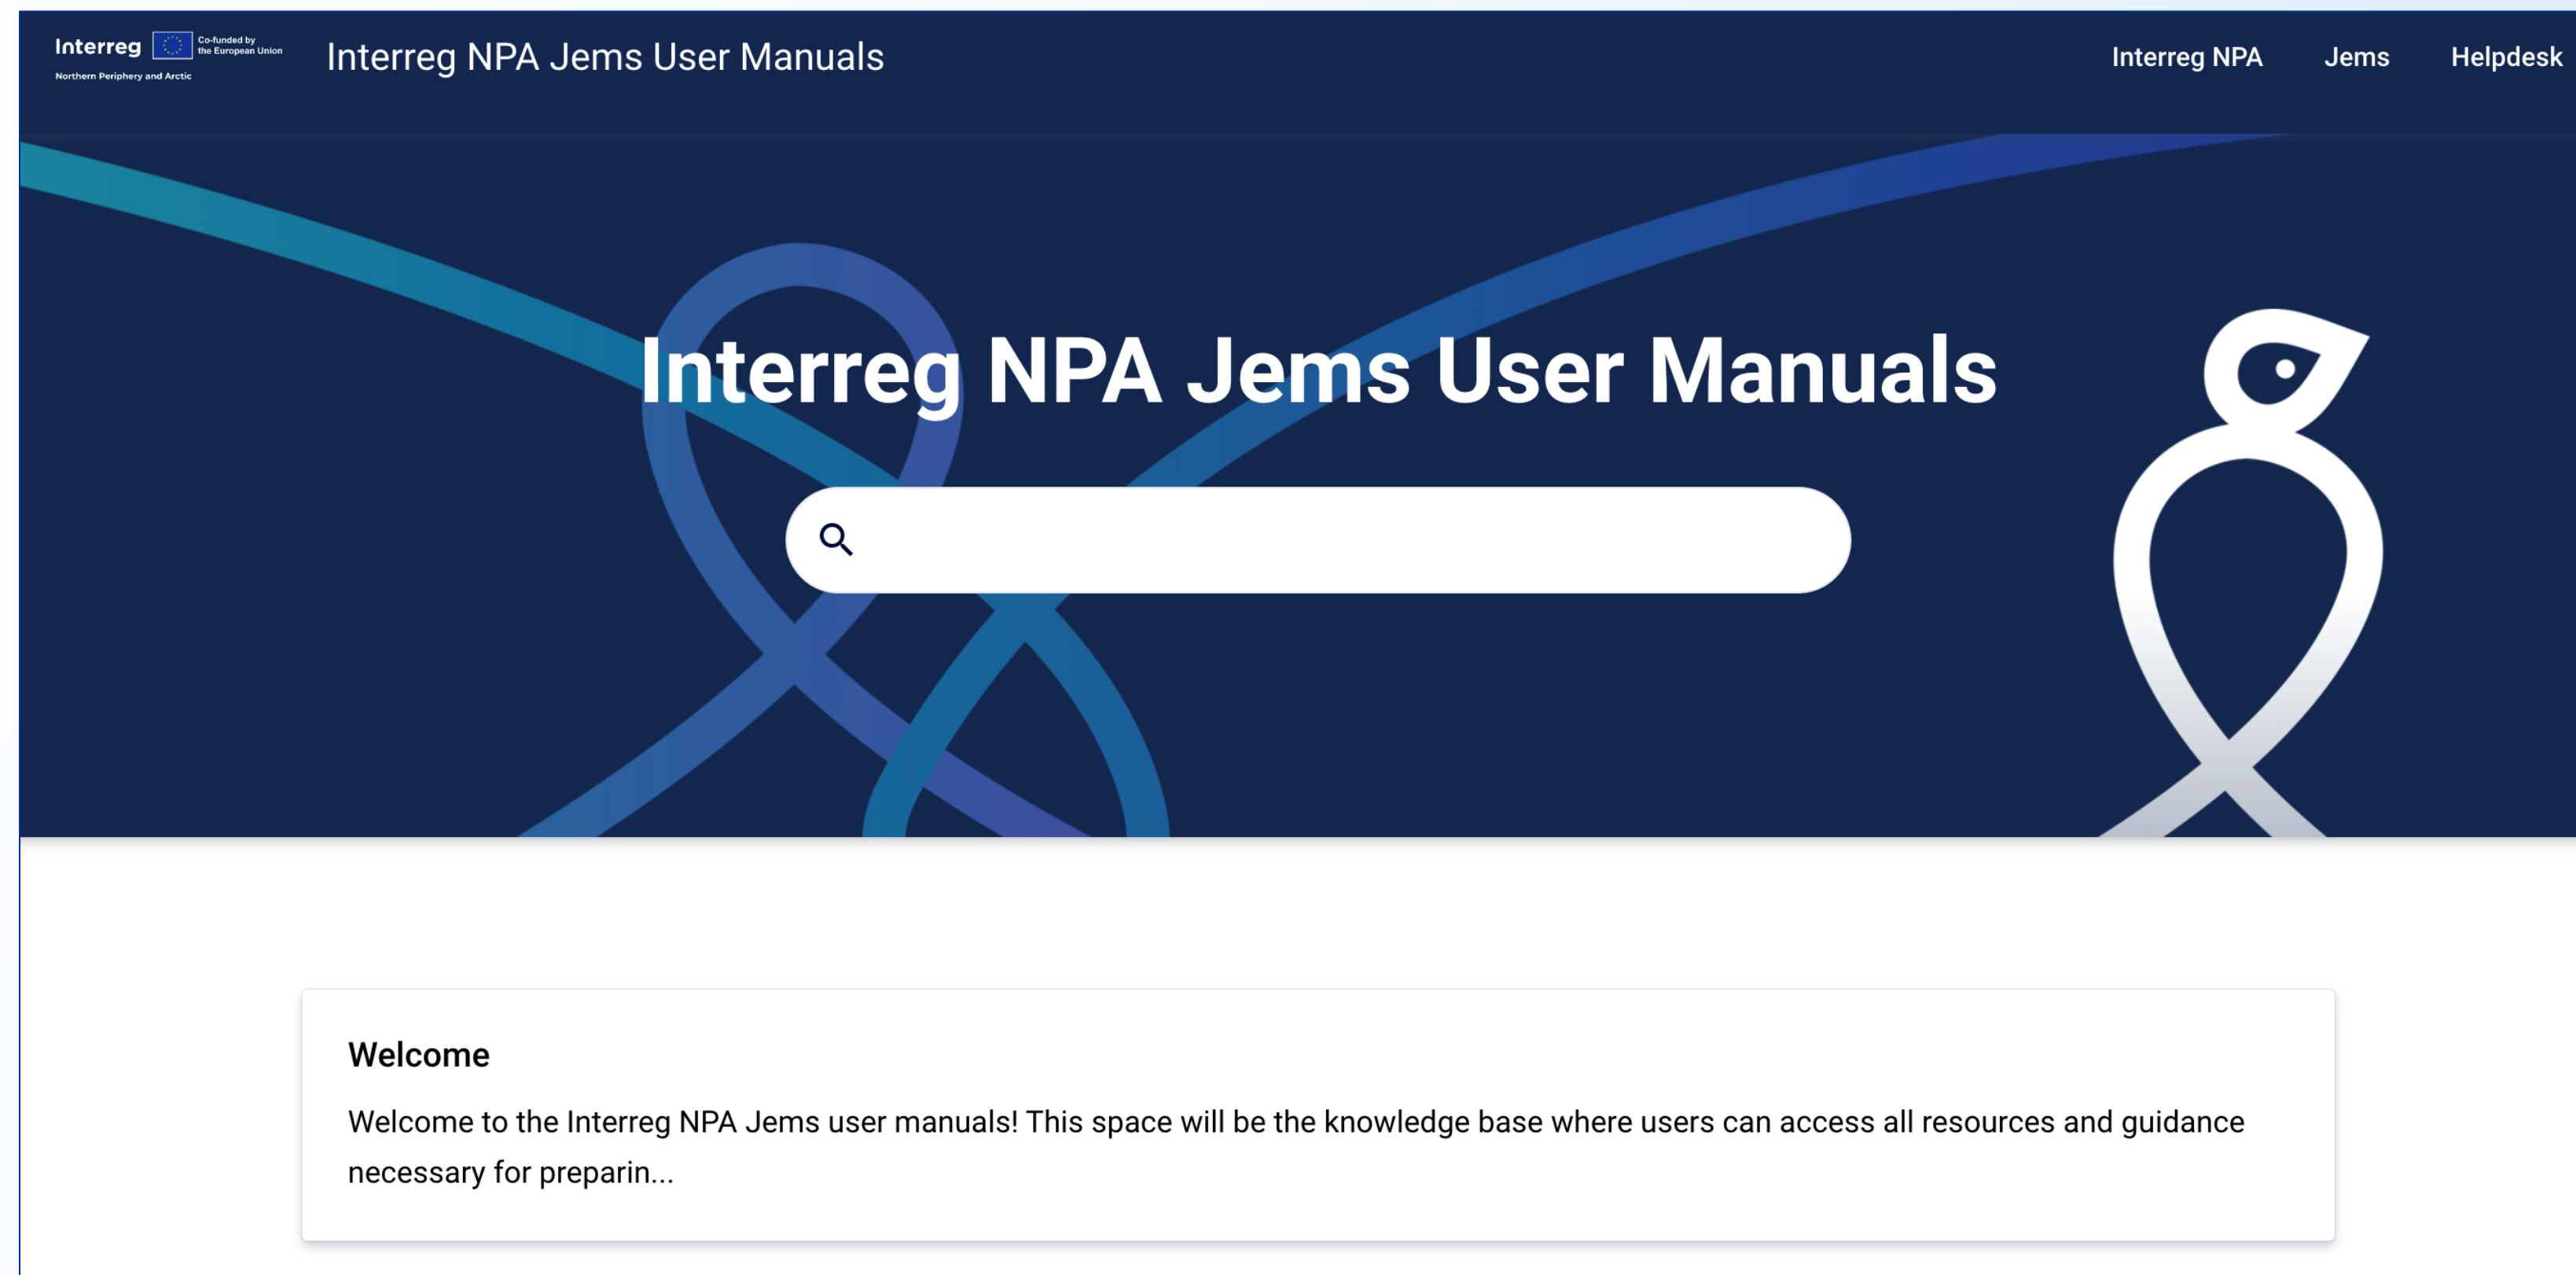 Interreg
Co-funded by
the European Union
Northern Periphery and Arctic
Interreg NPA Jems User Manuals
Interreg NPA
Jems
Helpdesk
Interreg NPA Jems User Manuals
Welcome
Welcome to the Interreg NPA Jems user manuals! This space will be the knowledge base where users can access all resources and guidance
necessary for preparin...